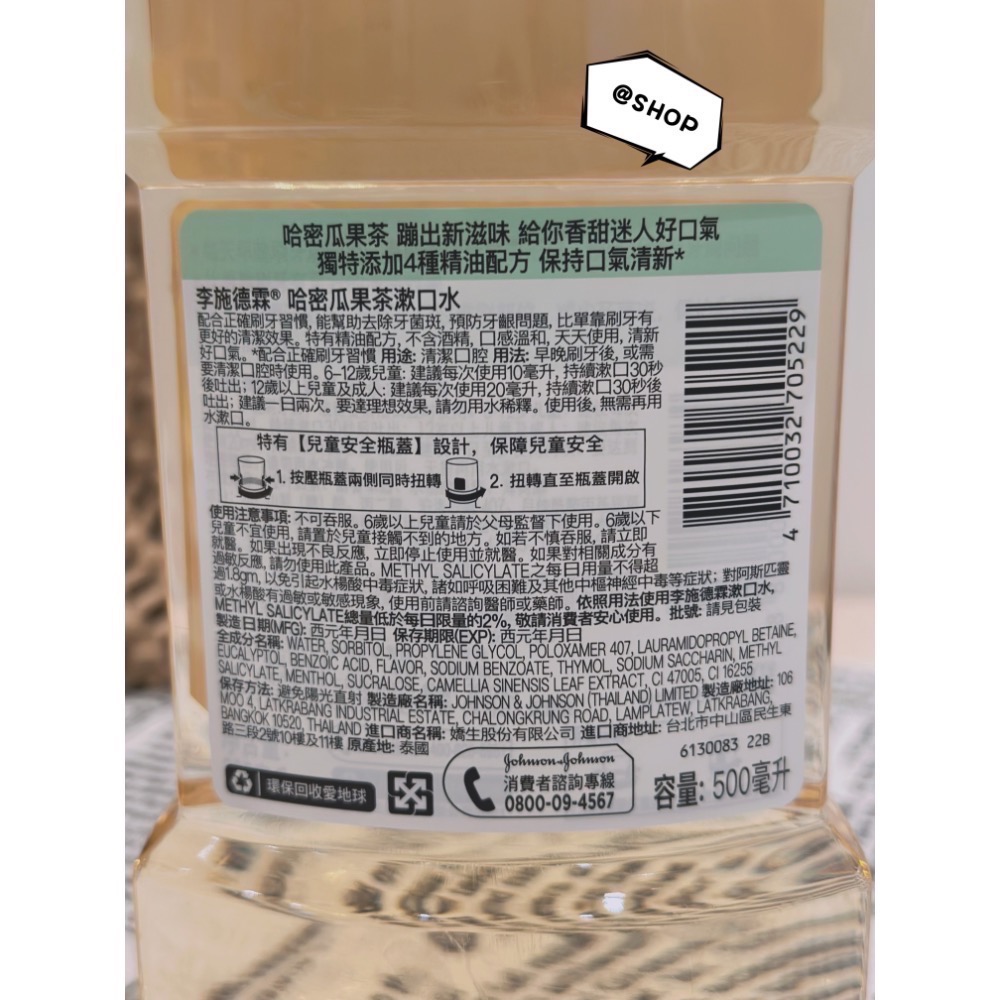 @SHOP
哈密瓜果茶 蹦出新滋味 給你香甜迷人好口氣
獨特添加4種精油配方 保持口氣清新*
李施德霖® 哈密瓜果茶漱口水
配合正確刷牙習慣, 能幫助去除牙菌斑, 預防牙齦問題, 比單靠刷牙有
更好的清潔效果。特有精油配方, 不含酒精, 口感溫和, 天天使用, 清新
好口氣。*配合正確刷牙習慣 用途: 清潔口腔 用法: 早晚刷牙後, 或需
要清潔口腔時使用。6–12歲兒童: 建議每次使用10毫升, 持續漱口30秒
後吐出; 12歲以上兒童及成人: 建議每次使用20毫升, 持續漱口30秒後
吐出; 建議一日兩次。要達理想效果, 請勿用水稀釋。使用後, 無需再用
水漱口。
特有【兒童安全瓶蓋】設計, 保障兒童安全
1. 按壓瓶蓋兩側同時扭轉 2. 扭轉直至瓶蓋開啟
使用注意事項: 不可吞服。6歲以上兒童請於父母監督下使用。6歲以下
兒童不宜使用, 請置於兒童接觸不到的地方。如若不慎吞服, 請立即
就醫。如果出現不良反應, 立即停止使用並就醫。如果對相關成分有
過敏反應, 請勿使用此產品。METHYL SALICYLATE之每日用量不得超
過1.8gm, 以免引起水楊酸中毒症狀, 諸如呼吸困難及其他中樞神經中毒等症狀; 對阿斯匹靈
或水楊酸有過敏或敏感現象, 使用前請諮詢醫師或藥師。依照用法使用李施德霖漱口水,
METHYL SALICYLATE總量低於每日限量的2%, 敬請消費者安心使用。批號: 請見包裝
製造日期(MFG): 西元年月日 保存期限(EXP): 西元年月日
全成分名稱: WATER, SORBITOL, PROPYLENE GLYCOL, POLOXAMER 407, LAURAMIDOPROPYL BETAINE,
EUCALYPTOL, BENZOIC ACID, FLAVOR, SODIUM BENZOATE, THYMOL, SODIUM SACCHARIN, METHYL
SALICYLATE, MENTHOL, SUCRALOSE, CAMELLIA SINENSIS LEAF EXTRACT, CI 47005, CI 16255
保存方法: 避免陽光直射 製造廠名稱: JOHNSON & JOHNSON (THAILAND) LIMITED 製造廠地址: 106
MOO 4, LATKRABANG INDUSTRIAL ESTATE, CHALONGKRUNG ROAD, LAMPLATEW, LATKRABANG,
BANGKOK 10520, THAILAND 進口商名稱: 嬌生股份有限公司 進口商地址: 台北市中山區民生東
路三段2號10樓及11樓 原產地: 泰國
6130083 22B
環保回收愛地球
Johnson & Johnson
消費者諮詢專線
0800-09-4567
容量: 500毫升
4 710032 705229